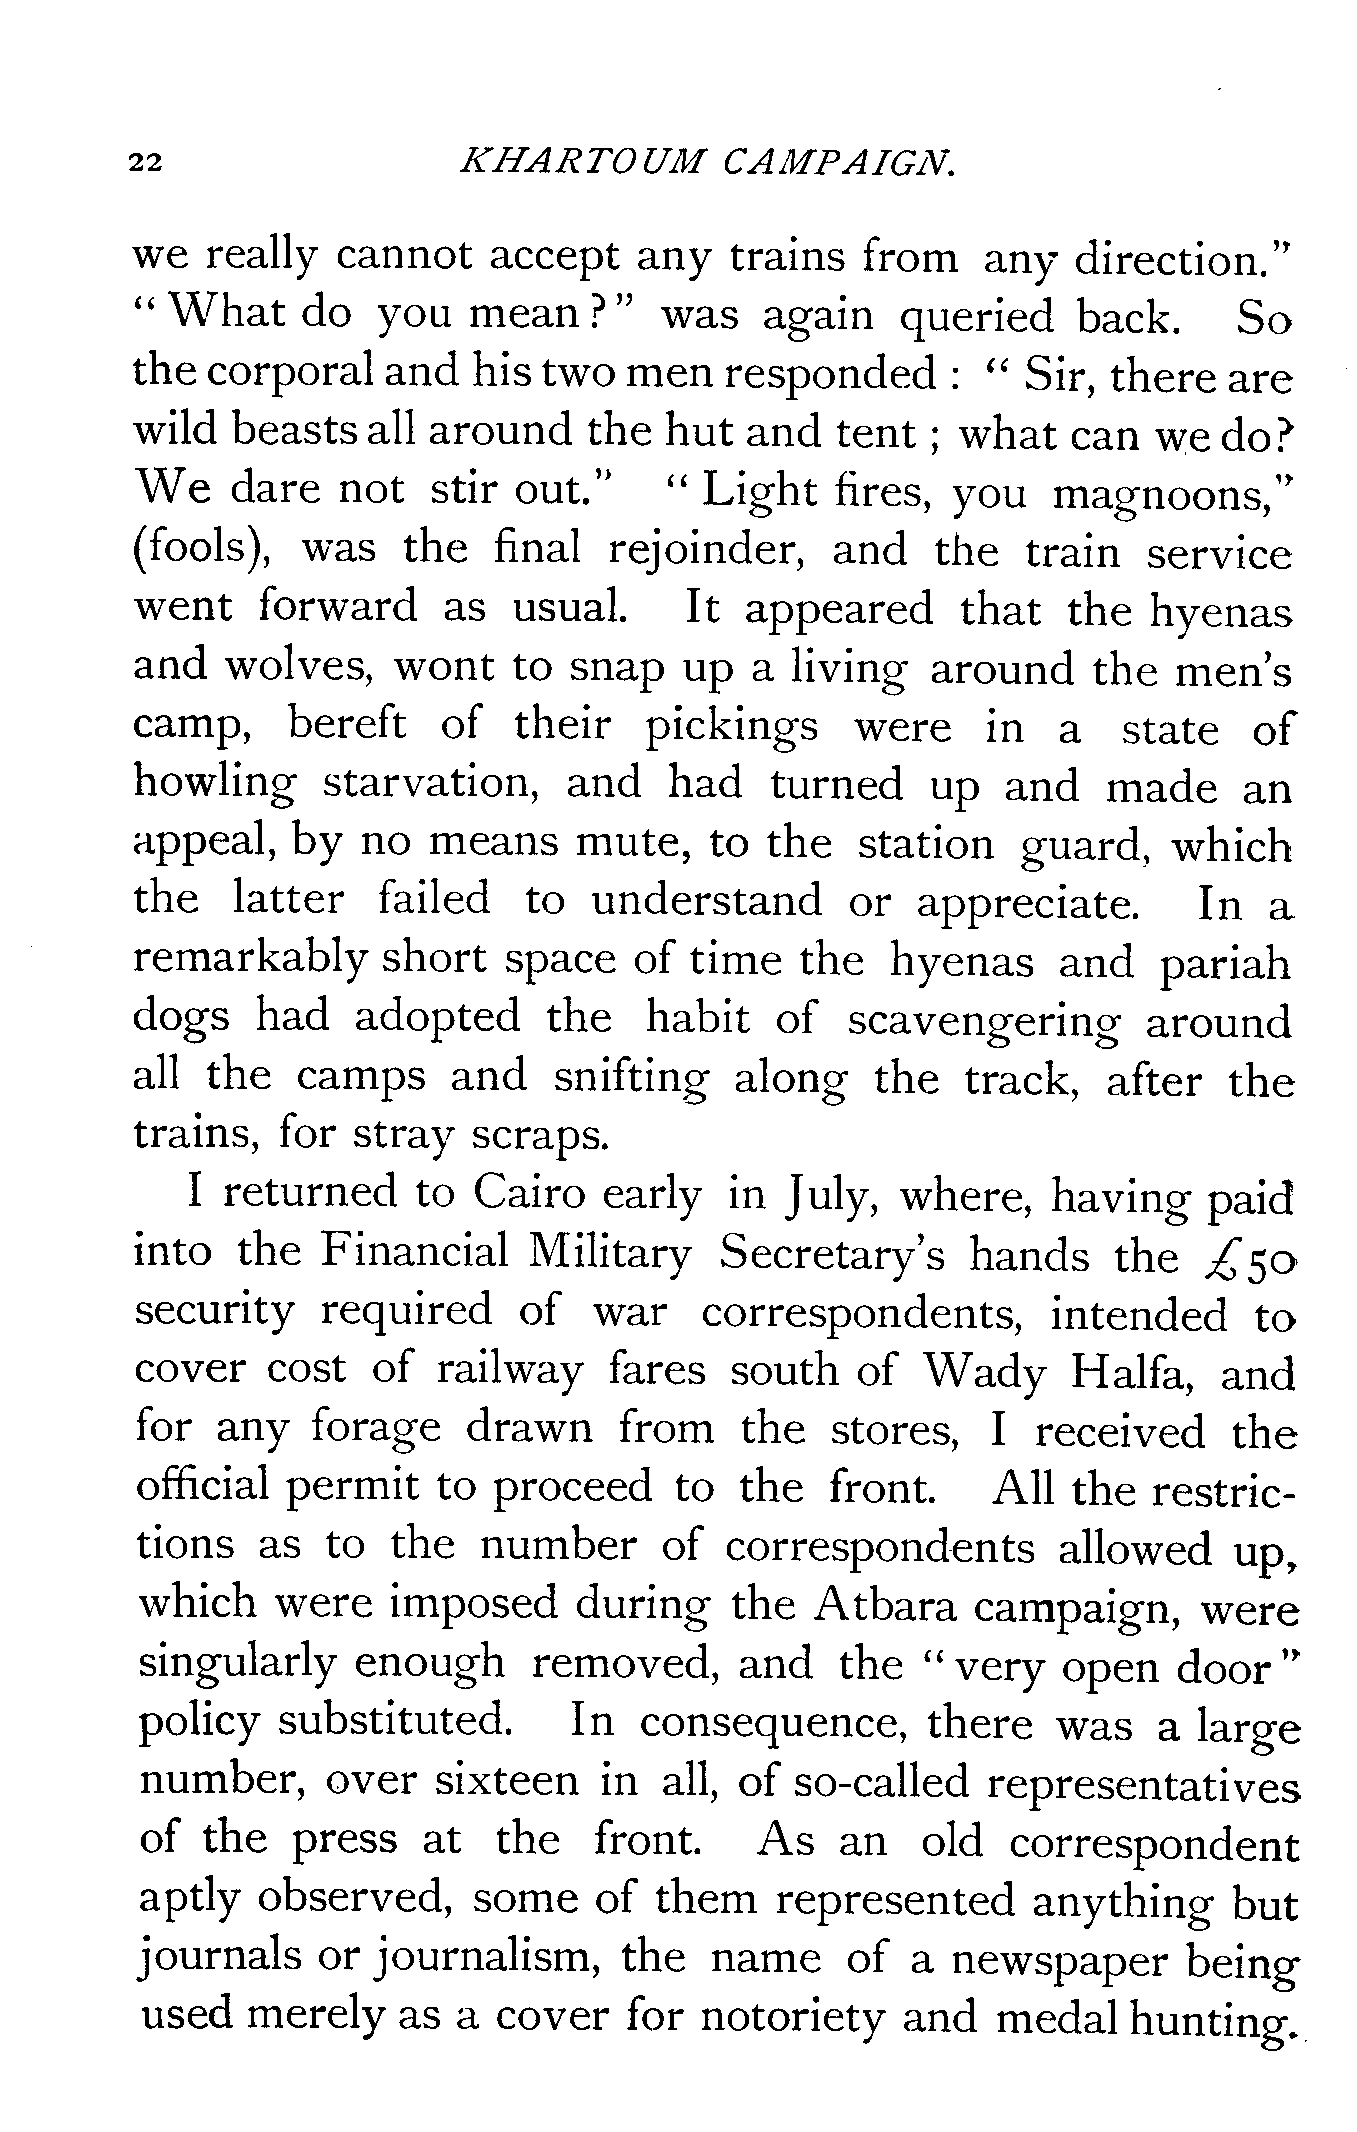 22 KHARTOUM CAMPAIGN.
we really cannot accept any trains from any direction."
"What do you mean?" was again queried back. So
the corporal and his two men responded : "Sir, there are
wild beasts all around the hut and tent ; what can we do?
We dare not stir out." "Light fires, you magnoons,"
(fools), was the final rejoinder, and the train service
went forward as usual. It appeared that the hyenas
and wolves, wont to snap up a living around the men's
camp, bereft of their pickings were in a state of
howling starvation, and had turned up and made an
appeal, by no means mute, to the station guard, which
the latter failed to understand or appreciate. In a
remarkably short space of time the hyenas and pariah
dogs had adopted the habit of scavengering around
all the camps and snifting along the track, after the
trains, for stray scraps.
I returned to Cairo early in July, where, having paid
into the Financial Military Secretary's hands the £50
security required of war correspondents, intended to
cover cost of railway fares south of Wady Halfa, and
for any forage drawn from the stores, I received the
official permit to proceed to the front. All the restric-
tions as to the number of correspondents allowed up,
which were imposed during the Atbara campaign, were
singularly enough removed, and the "very open door"
policy substituted. In consequence, there was a large
number, over sixteen in all, of so-called representatives
of the press at the front. As an old correspondent
aptly observed, some of them represented anything but
journals or journalism, the name of a newspaper being
used merely as a cover for notoriety and medal hunting.